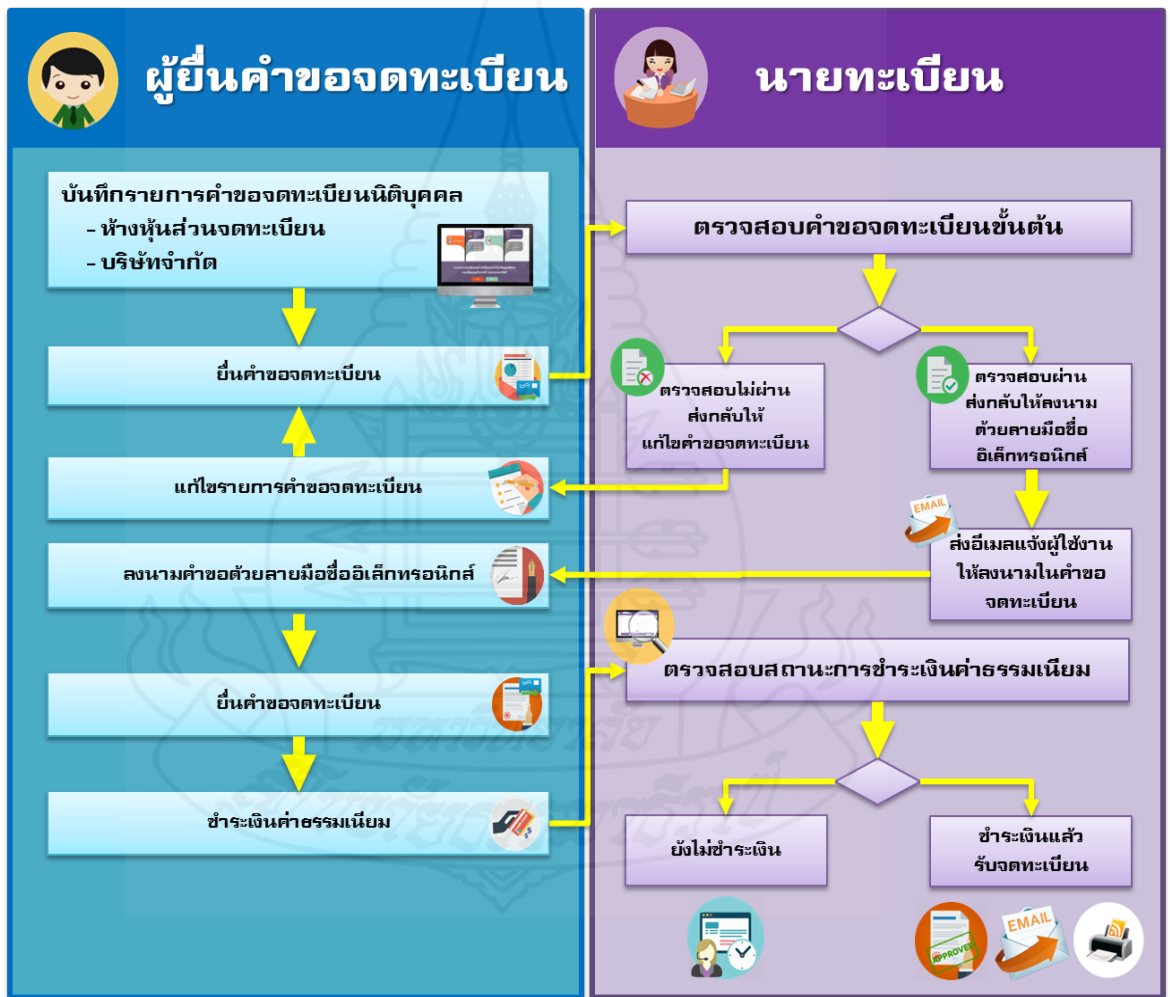 ผู้ยื่นคำขอจดทะเบียน
นายทะเบียน
บันทึกรายการคำขอจดทะเบียนนิติบุคคล
- ห้างหุ้นส่วนจดทะเบียน
- บริษัทจำกัด
ยื่นคำขอจดทะเบียน
แก้ไขรายการคำขอจดทะเบียน
ลงนามคำขอด้วยลายมือชื่ออิเล็กทรอนิกส์
ยื่นคำขอจดทะเบียน
ชำระเงินค่าธรรมเนียม
ตรวจสอบคำขอจดทะเบียนขั้นต้น
ตรวจสอบไม่ผ่าน
ส่งกลับให้
แก้ไขคำขอจดทะเบียน
ตรวจสอบผ่าน
ส่งกลับให้ลงนาม
ด้วยลายมือชื่อ
อิเล็กทรอนิกส์
EMAIL
ส่งอีเมลแจ้งผู้ใช้งาน
ให้ลงนามในคำขอ
จดทะเบียน
ตรวจสอบสถานะการชำระเงินค่าธรรมเนียม
ยังไม่ชำระเงิน
ชำระเงินแล้ว
รับจดทะเบียน
APPROVED
EMAIL